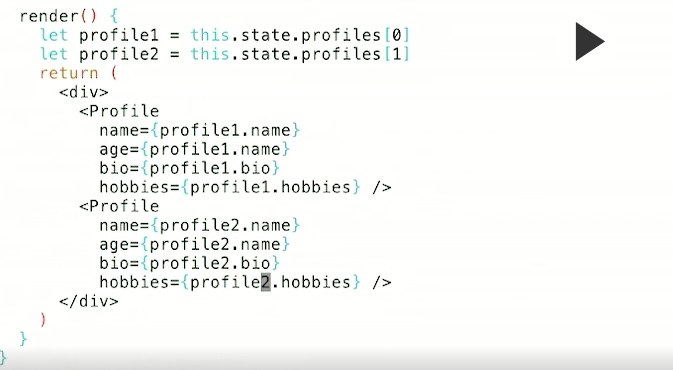 render() {
let profile1 = this.state.profiles[0]
let profile2 = this.state.profiles[1]
return (
<div>
<Profile
name={profile1.name}
age={profile1.name}
bio={profile1.bio}
hobbies={profile1.hobbies} />
<Profile
name={profile2.name}
age={profile2.name}
bio={profile2.bio}
hobbies={profile2.hobbies} />
</div>
)
}
}